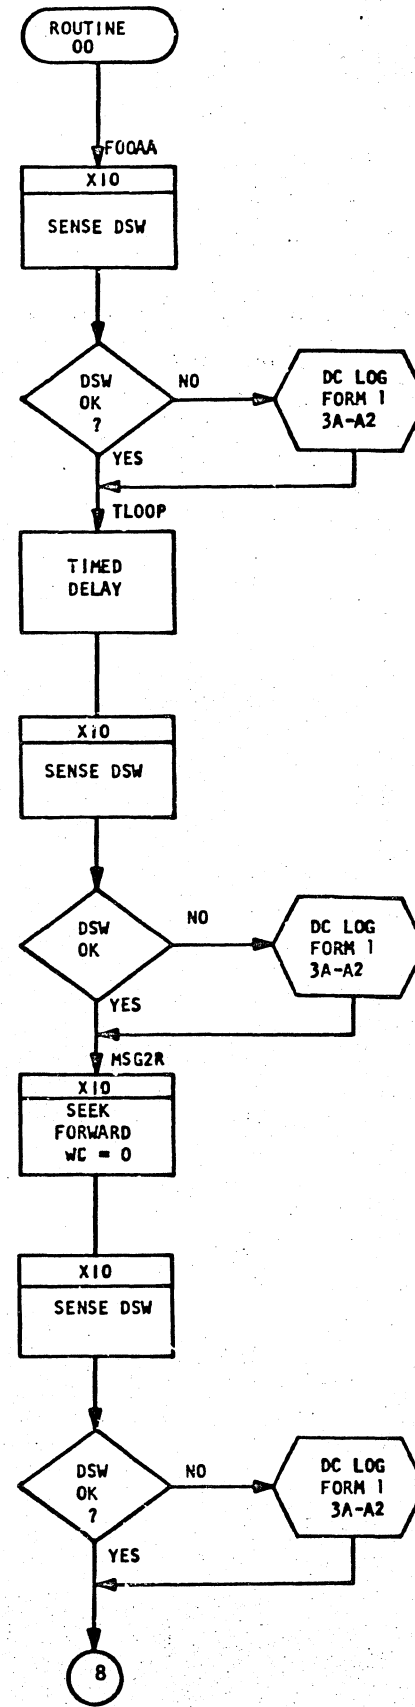 ROUTINE
00
F00AA
XIO
SENSE DSW
DSW
OK
?
NO
DC LOG
FORM 1
3A-A2
YES
TLOOP
TIMED
DELAY
XIO
SENSE DSW
DSW
OK
NO
DC LOG
FORM 1
3A-A2
YES
MSG2R
XIO
SEEK
FORWARD
WC = 0
XIO
SENSE DSW
DSW
OK
?
NO
DC LOG
FORM 1
3A-A2
YES
8